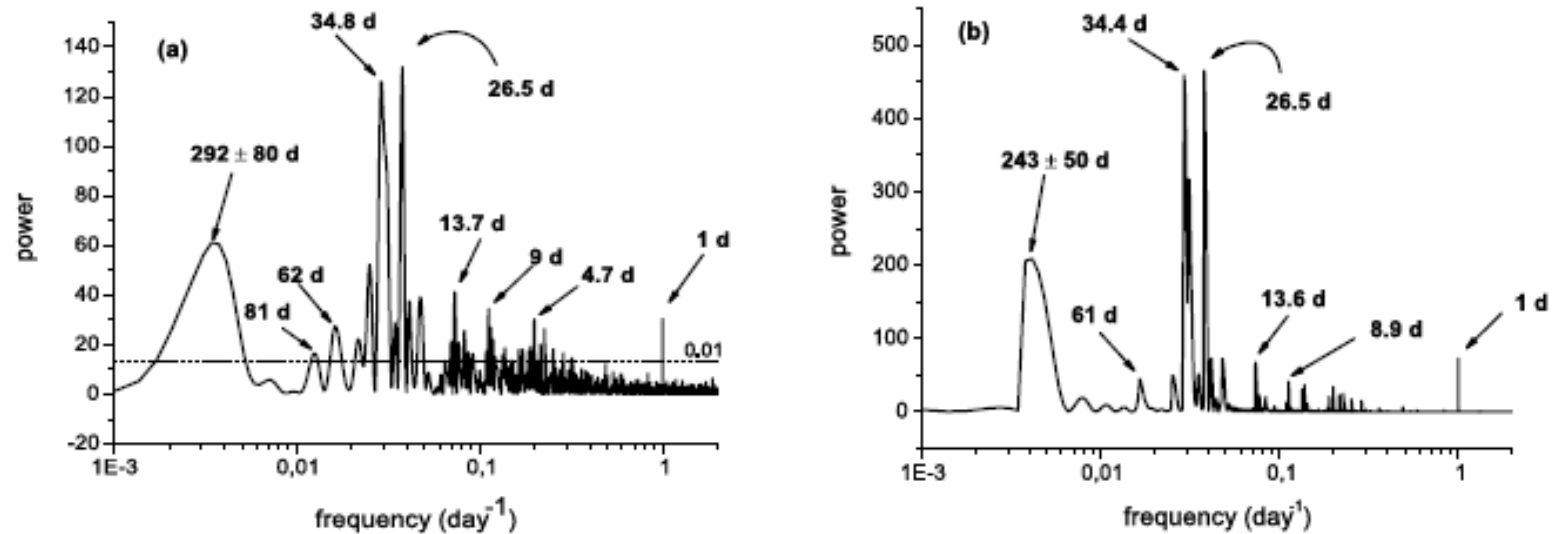 (a)
34.8 d
26.5 d
292 ± 80 d
13.7 d
1 d
9 d
62 d
4.7 d
81 d
0.01
140
120
100
80
60
40
20
0
-20
power
1E-3
0,01
0,1
1
frequency (day-1)
(b)
34.4 d
26.5 d
243 ± 50 d
61 d
13.6 d
8.9 d
1 d
500
400
300
200
100
0
power
1E-3
0,01
0,1
1
frequency (day-1)